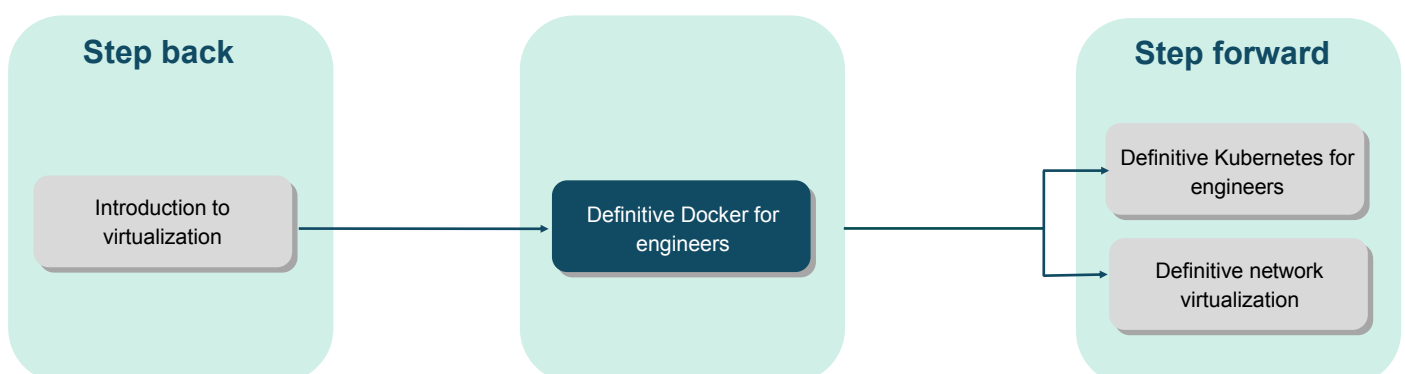 Step back
Introduction to
virtualization
Definitive Docker for
engineers
Step forward
Definitive Kubernetes for
engineers
Definitive network
virtualization